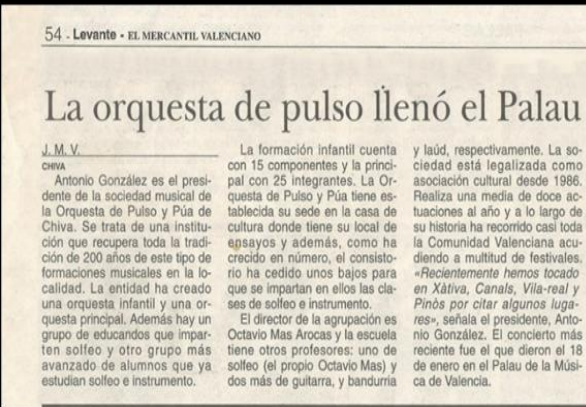 54 - Levante - EL MERCANTIL VALENCIANO
La orquesta de pulso llenó el Palau
J. M. V.
CHIVA
Antonio González es el presi-
dente de la sociedad musical de
la Orquesta de Pulso y Púa de
Chiva. Se trata de una institu-
ción que recupera toda la tradi-
ción de 200 años de este tipo de
formaciones musicales en la lo-
calidad. La entidad ha creado
una orquesta infantil y una or-
questa principal. Además hay un
grupo de educandos que impar-
ten solfeo y otro grupo más
avanzado de alumnos que ya
estudian solfeo e instrumento.
La formación infantil cuenta
con 15 componentes y la princi-
pal con 25 integrantes. La Or-
questa de Pulso y Púa tiene es-
tablecida su sede en la casa de
cultura donde tiene su local de
ensayos y además, como ha
crecido en número, el consisto-
rio ha cedido unos bajos para
que se impartan en ellos las cla-
ses de solfeo e instrumento.
El director de la agrupación es
Octavio Mas Arocas y la escuela
tiene otros profesores: uno de
solfeo (el propio Octavio Mas) y
dos más de guitarra, y bandurria
y laúd, respectivamente. La so-
ciedad está legalizada como
asociación cultural desde 1986.
Realiza una media de doce ac-
tuaciones al año y a lo largo de
su historia ha recorrido casi toda
la Comunidad Valenciana acu-
diendo a multitud de festivales.
«Recientemente hemos tocado
en Xàtiva, Canals, Vila-real y
Pinòs por citar algunos luga-
res», señala el presidente, Anto-
nio González. El concierto más
reciente fue el que dieron el 18
de enero en el Palau de la Músi-
ca de Valencia.